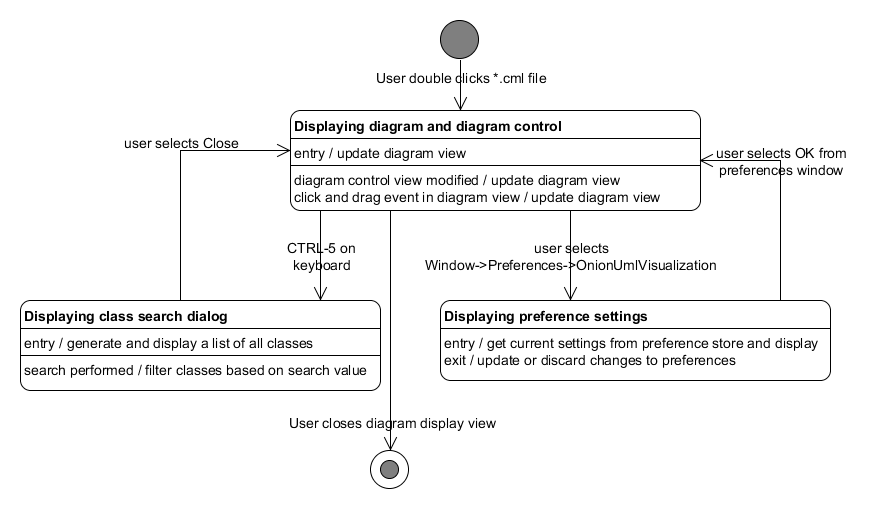 User double clicks *.cml file
Displaying diagram and diagram control
entry / update diagram view
diagram control view modified / update diagram view
click and drag event in diagram view / update diagram view
user selects Close
user selects OK from
preferences window
CTRL-5 on
keyboard
user selects
Window->Preferences->OnionUmlVisualization
Displaying class search dialog
entry / generate and display a list of all classes
search performed / filter classes based on search value
Displaying preference settings
entry / get current settings from preference store and display
exit / update or discard changes to preferences
User closes diagram display view